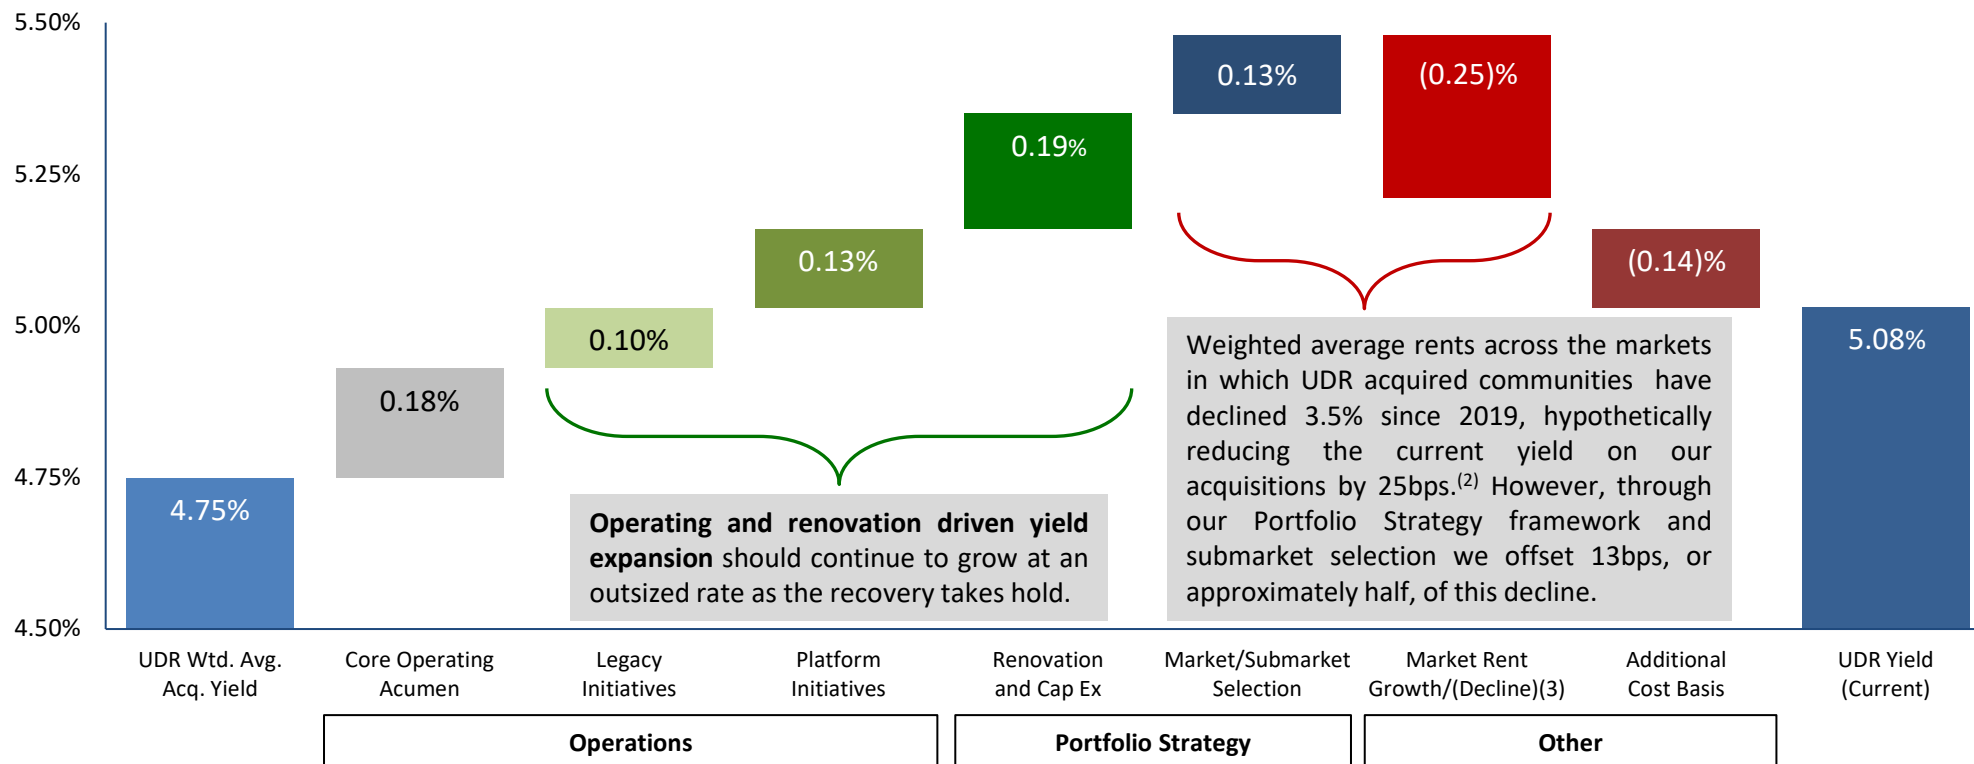 5.50%
5.25%
5.00%
4.75%
4.50%
4.75%
0.18%
0.10%
0.13%
0.19%
0.13%
(0.25)%
(0.14)%
5.08%
Operating and renovation driven yield
expansion should continue to grow at an
outsized rate as the recovery takes hold.
Weighted average rents across the markets
in which UDR acquired communities have
declined 3.5% since 2019, hypothetically
reducing the current yield on our
acquisitions by 25bps.(2) However, through
our Portfolio Strategy framework and
submarket selection we offset 13bps, or
approximately half, of this decline.
UDR Wtd. Avg.
Acq. Yield
Core Operating
Acumen
Legacy
Initiatives
Platform
Initiatives
Renovation
and Cap Ex
Market/Submarket
Selection
Market Rent
Growth/(Decline)(3)
Additional
Cost Basis
UDR Yield
(Current)
Operations
Portfolio Strategy
Other